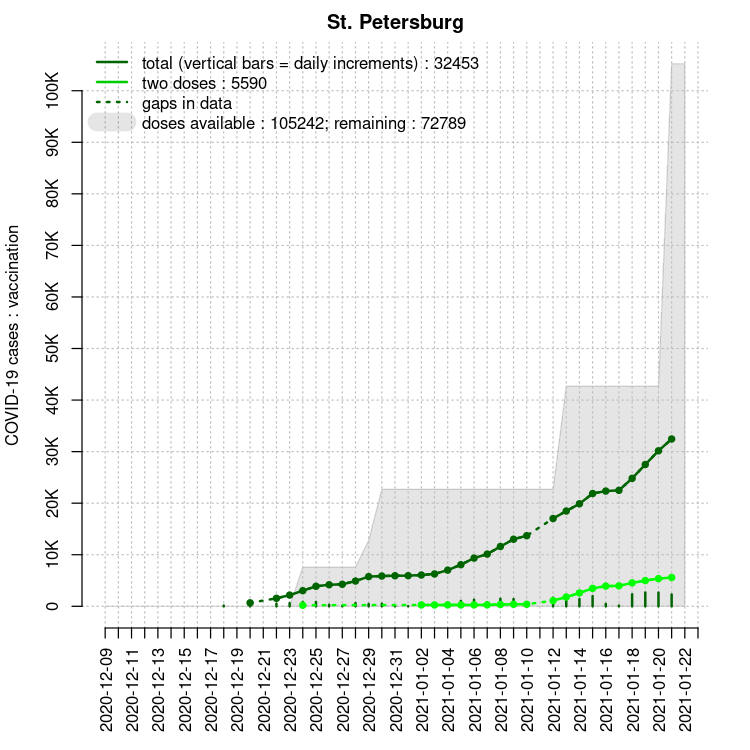 St. Petersburg
total (vertical bars = daily increments) : 32453
two doses : 5590
gaps in data
doses available : 105242; remaining : 72789
COVID-19 cases : vaccination
100K
90K
80K
70K
60K
50K
40K
30K
20K
10K
0
2020-12-09
2020-12-11
2020-12-13
2020-12-15
2020-12-17
2020-12-19
2020-12-21
2020-12-23
2020-12-25
2020-12-27
2020-12-29
2020-12-31
2021-01-02
2021-01-04
2021-01-06
2021-01-08
2021-01-10
2021-01-12
2021-01-14
2021-01-16
2021-01-18
2021-01-20
2021-01-22